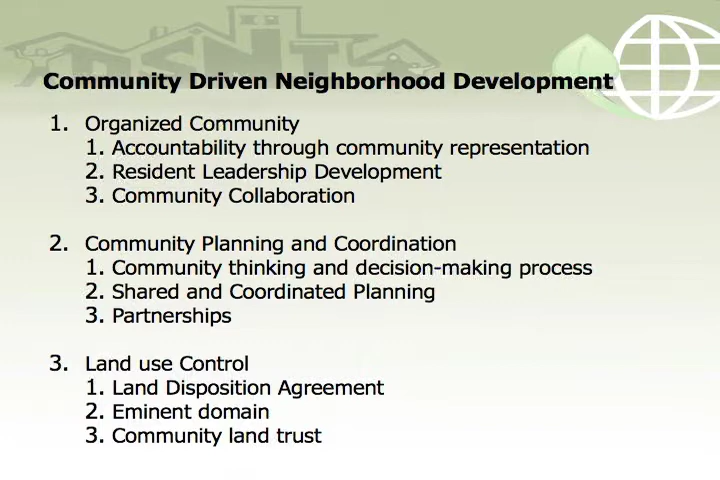 Community Driven Neighborhood Development
1. Organized Community
1. Accountability through community representation
2. Resident Leadership Development
3. Community Collaboration
2. Community Planning and Coordination
1. Community thinking and decision-making process
2. Shared and Coordinated Planning
3. Partnerships
3. Land use Control
1. Land Disposition Agreement
2. Eminent domain
3. Community land trust